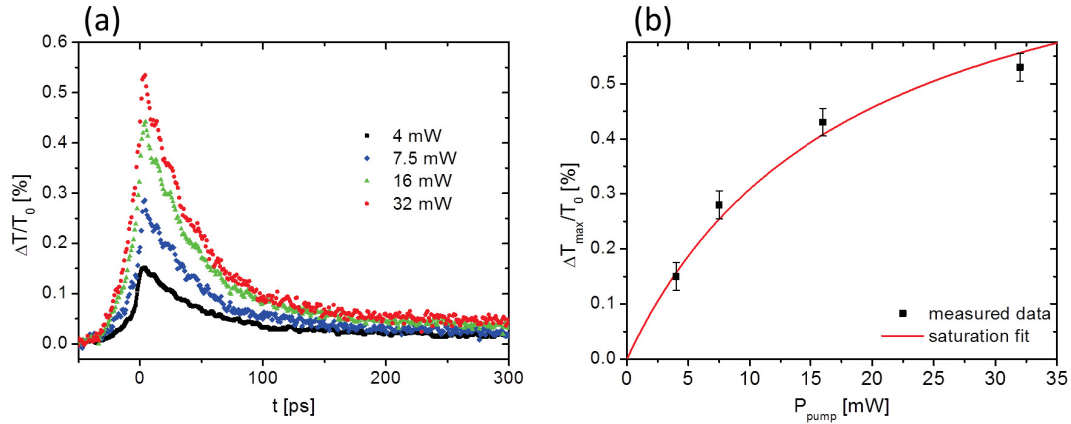 (a)
0.6
0.5
0.4
0.3
0.2
0.1
0.0
ΔT/T0 [%]
4 mW
7.5 mW
16 mW
32 mW
0 100 200 300
t [ps]
(b)
0.5
0.4
0.3
0.2
0.1
0.0
ΔTmax/T0 [%]
measured data
saturation fit
0 5 10 15 20 25 30 35
Ppump [mW]